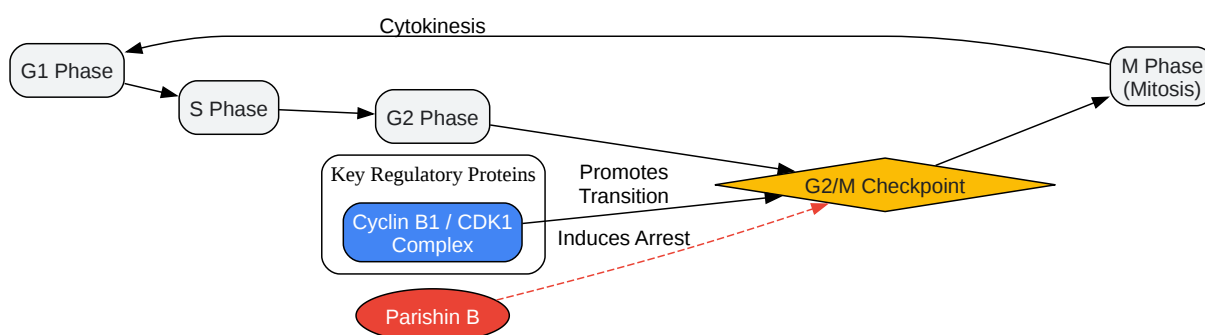 Cytokinesis
G1 Phase
M Phase
(Mitosis)
S Phase
G2 Phase
Key Regulatory Proteins
Promotes
Transition
G2/M Checkpoint
Cyclin B1 / CDK1
Complex
Induces Arrest
Parishin B